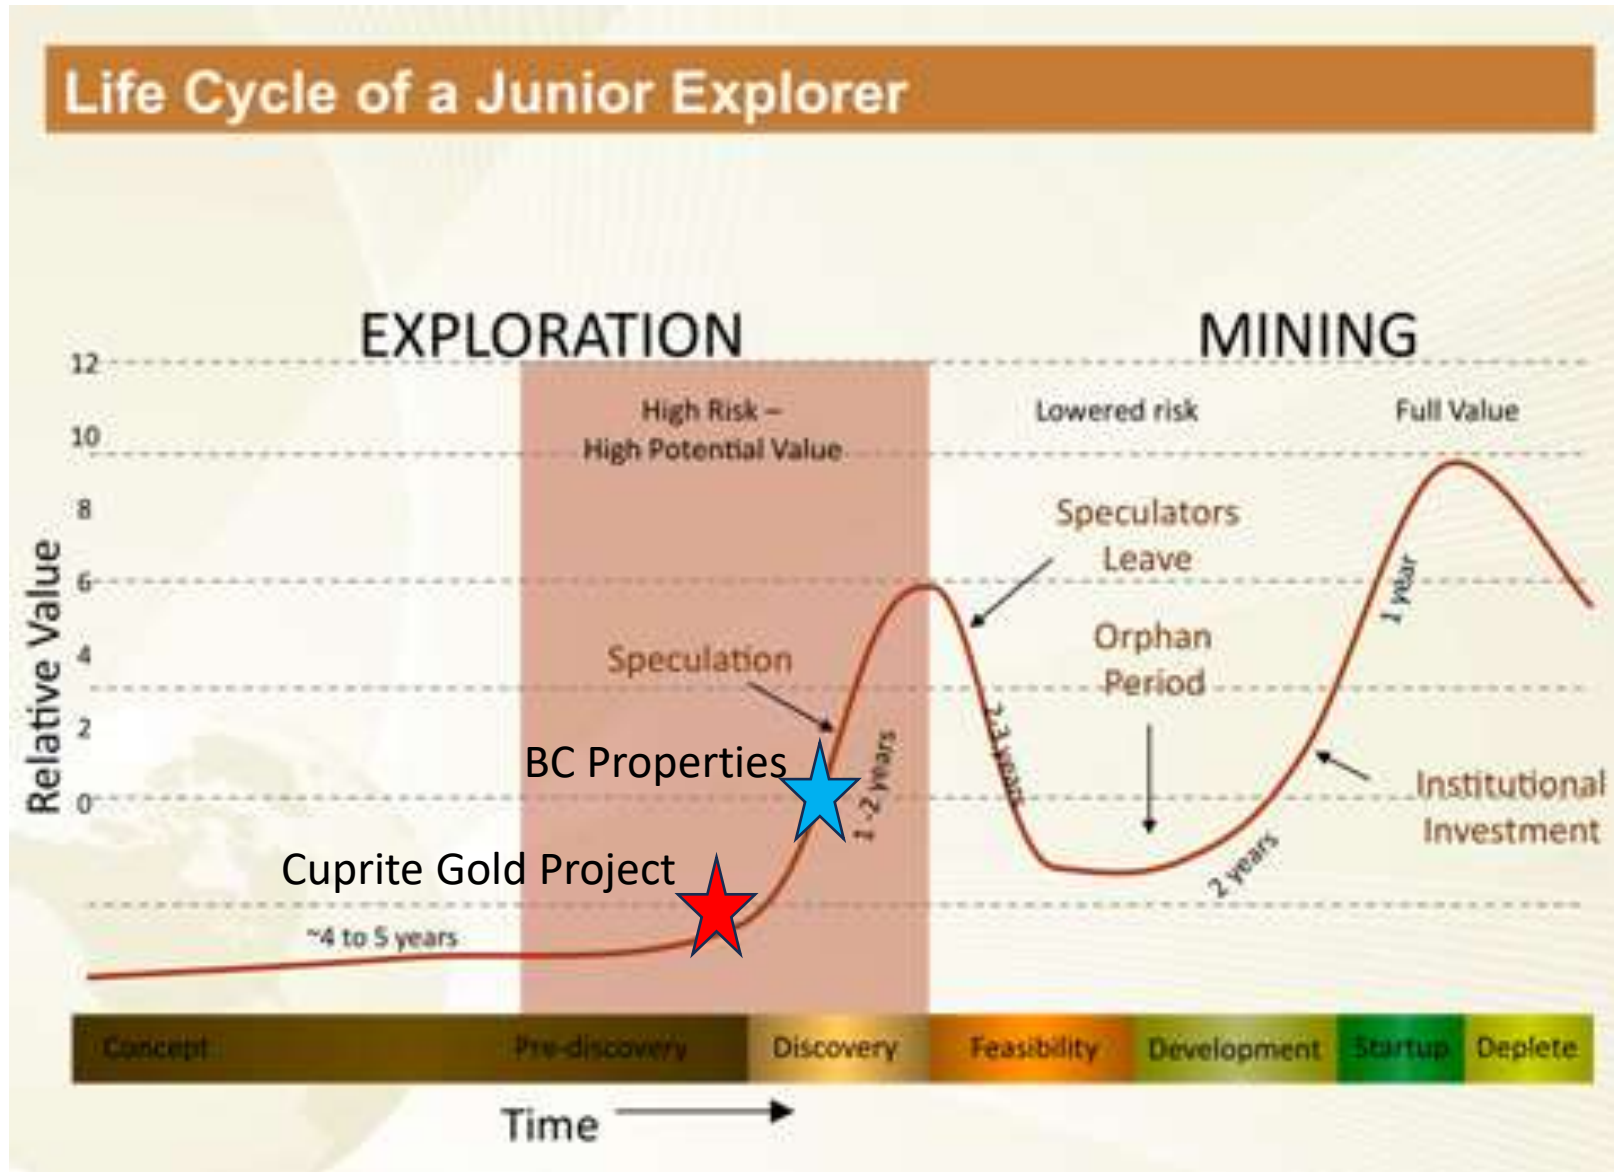 Life Cycle of a Junior Explorer
EXPLORATION
MINING
12
10
8
6
4
2
0
Relative Value
High Risk –
High Potential Value
Lowered risk
Full Value
Speculators
Leave
Orphan
Period
Speculation
BC Properties
Cuprite Gold Project
~4 to 5 years
1 -2 years
2-3 years
2 years
1 year
Institutional
Investment
Concept
Pre-discovery
Discovery
Feasibility
Development
Startup
Deplete
Time